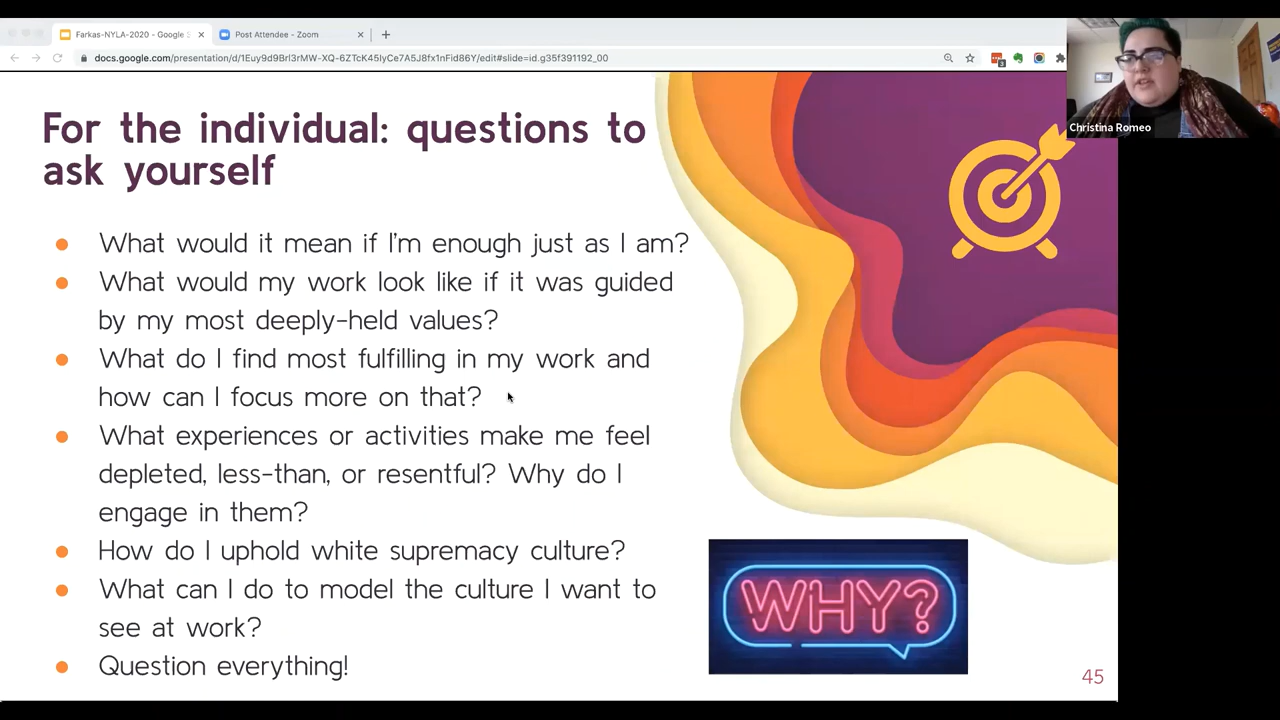 Farkas-NYLA-2020 - Google S
Post Attendee - Zoom
docs.google.com/presentation/d/1Euy9d9BrI3rMW-XQ-6ZTcK45IyCe7A5J8fx1nFid86Y/edit#slide=id.g35f391192_00
Christina Romeo
For the individual: questions to
ask yourself
● What would it mean if I'm enough just as I am?
● What would my work look like if it was guided
by my most deeply-held values?
● What do I find most fulfilling in my work and
how can I focus more on that?
● What experiences or activities make me feel
depleted, less-than, or resentful? Why do I
engage in them?
● How do I uphold white supremacy culture?
● What can I do to model the culture I want to
see at work?
● Question everything!
WHY?
45